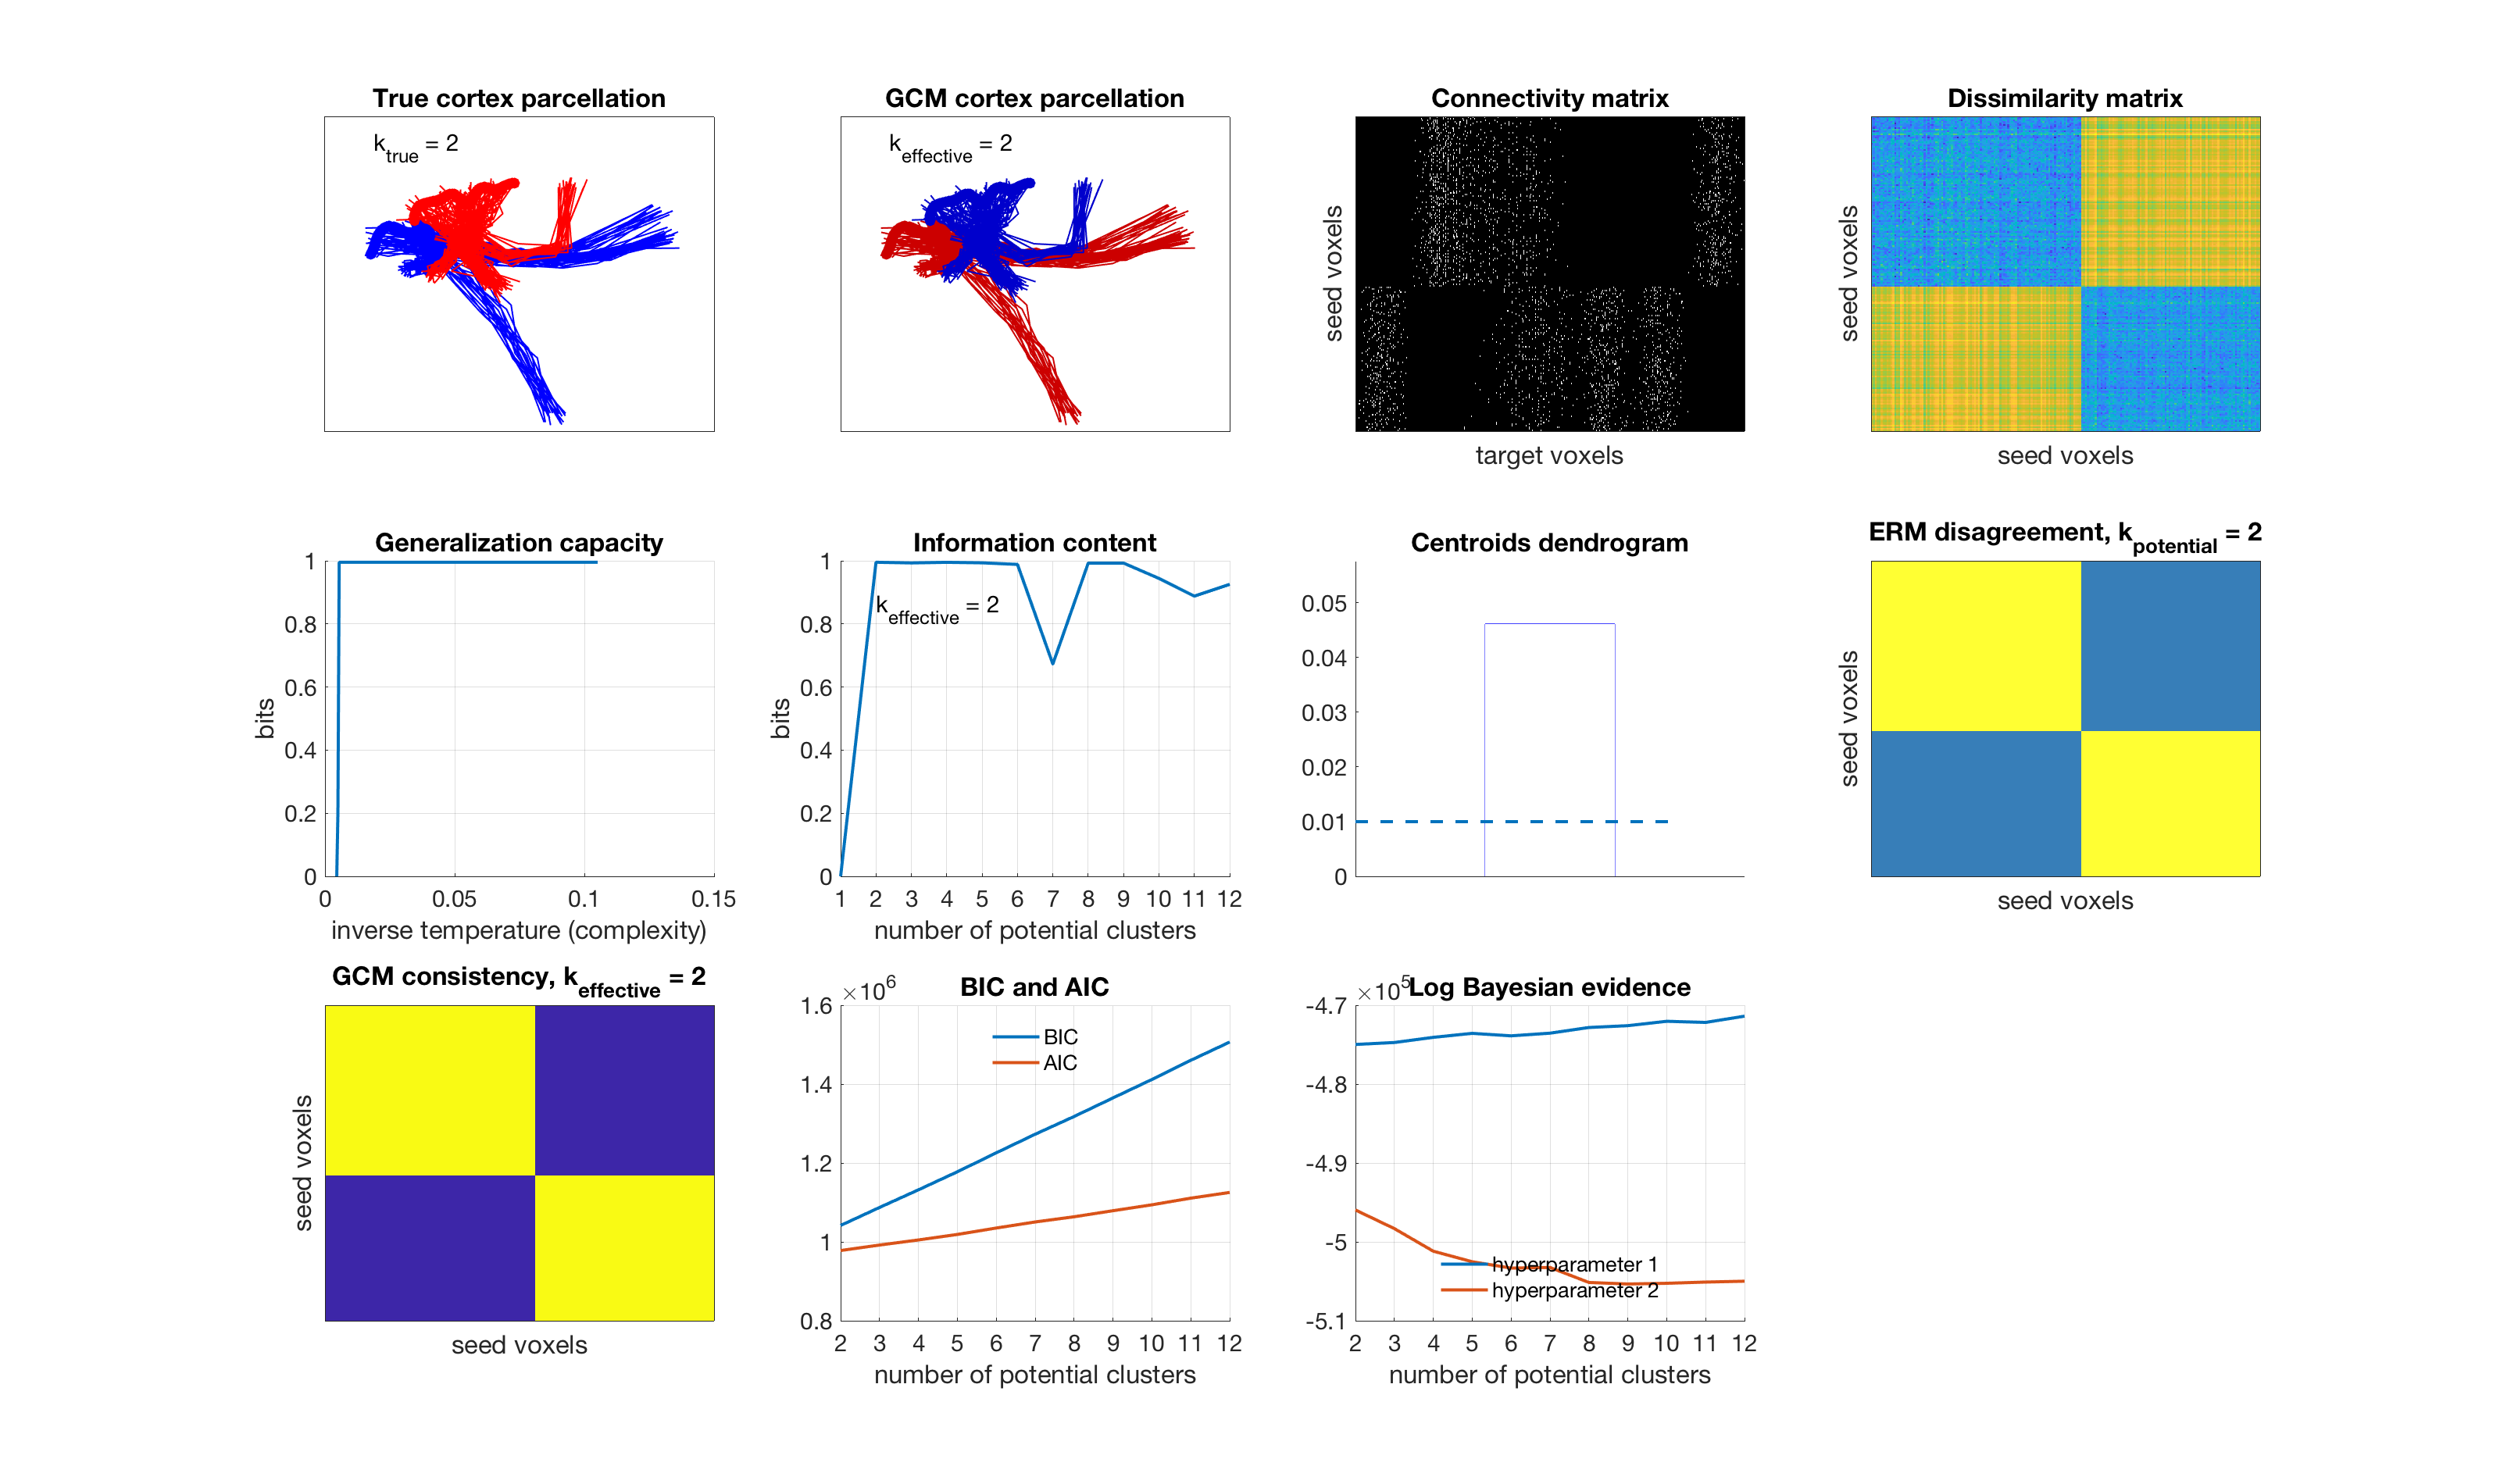 True cortex parcellation
k_true = 2
GCM cortex parcellation
k_effective = 2
Connectivity matrix
seed voxels
target voxels
Dissimilarity matrix
seed voxels
seed voxels
Generalization capacity
bits
1
0.8
0.6
0.4
0.2
0
0 0.05 0.1 0.15
inverse temperature (complexity)
Information content
bits
1
0.8
0.6
0.4
0.2
0
k_effective = 2
1 2 3 4 5 6 7 8 9 10 11 12
number of potential clusters
Centroids dendrogram
0.05
0.04
0.03
0.02
0.01
0
ERM disagreement, k_potential = 2
seed voxels
seed voxels
GCM consistency, k_effective = 2
seed voxels
seed voxels
BIC and AIC
×10^6
1.6
1.4
1.2
1
0.8
BIC
AIC
2 3 4 5 6 7 8 9 10 11 12
number of potential clusters
Log Bayesian evidence
×10^5
-4.7
-4.8
-4.9
-5
-5.1
hyperparameter 1
hyperparameter 2
2 3 4 5 6 7 8 9 10 11 12
number of potential clusters